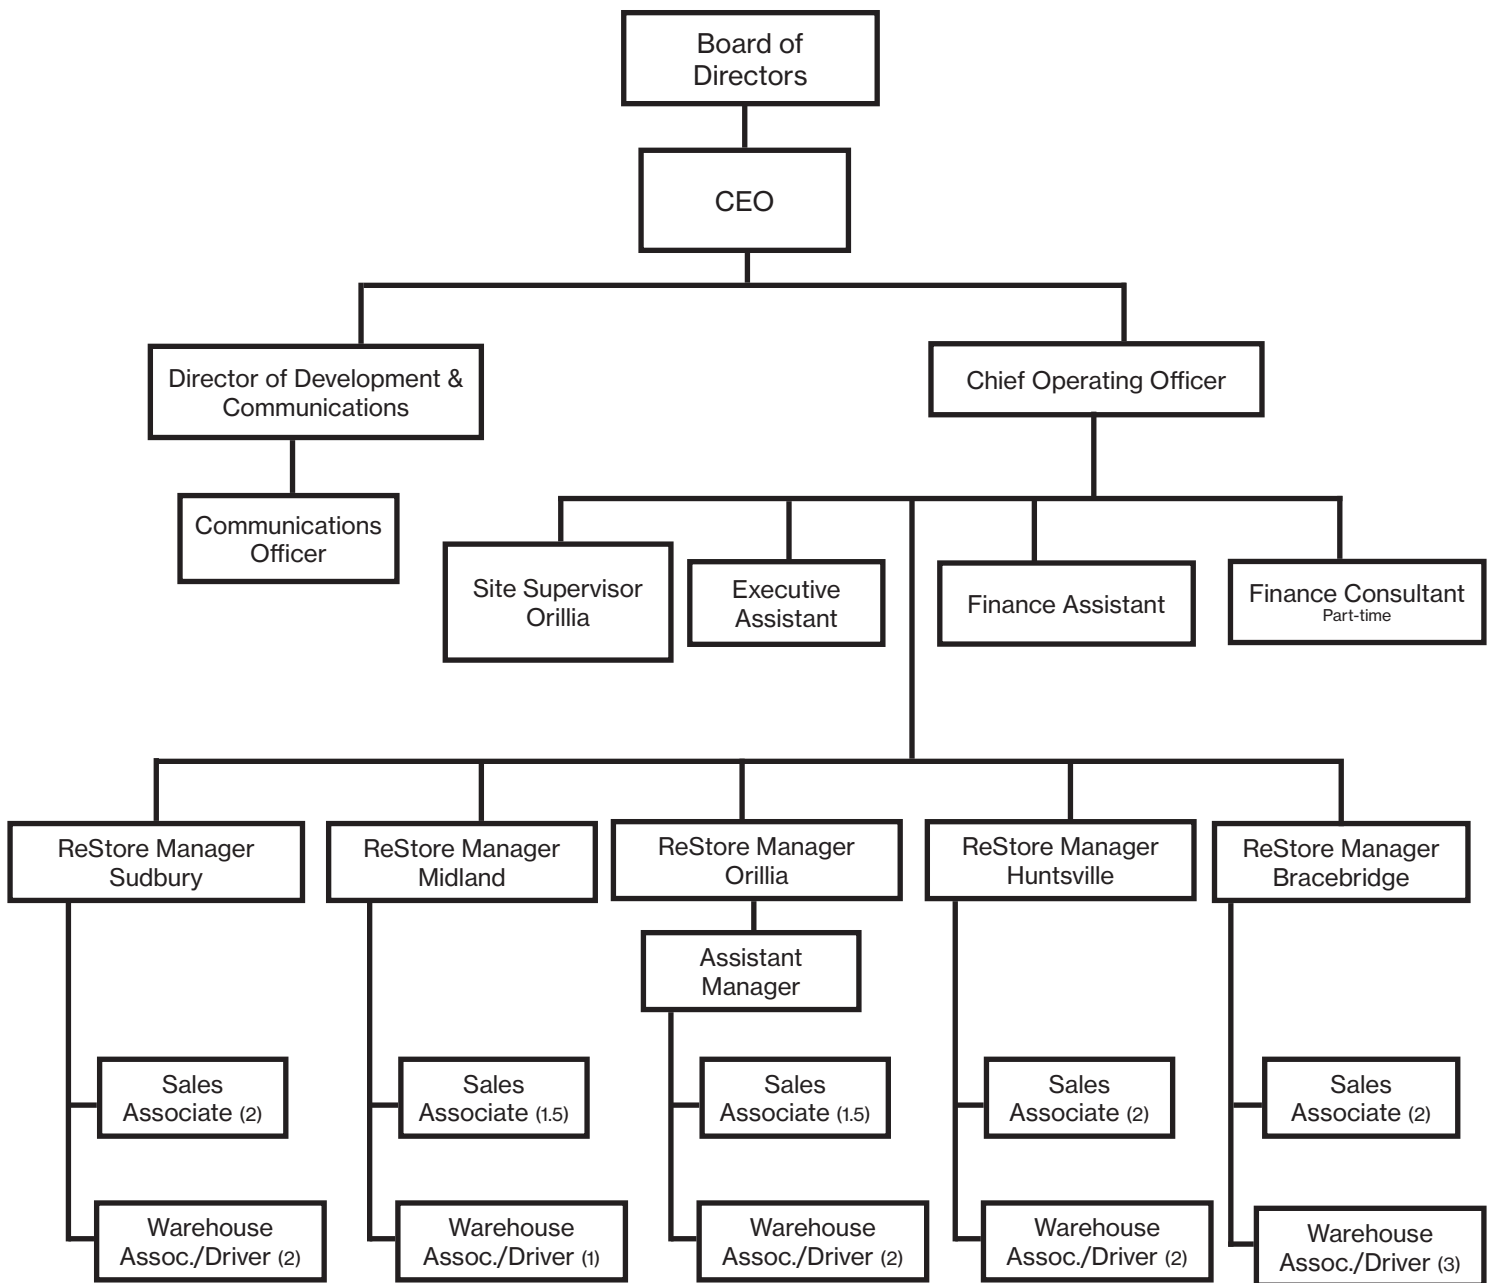 Board of
Directors
CEO
Director of Development &
Communications
Chief Operating Officer
Communications
Officer
Site Supervisor
Orillia
Executive
Assistant
Finance Assistant
Finance Consultant
Part-time
ReStore Manager
Sudbury
ReStore Manager
Midland
ReStore Manager
Orillia
ReStore Manager
Huntsville
ReStore Manager
Bracebridge
Assistant
Manager
Sales
Associate (2)
Sales
Associate (1.5)
Sales
Associate (1.5)
Sales
Associate (2)
Sales
Associate (2)
Warehouse
Assoc./Driver (2)
Warehouse
Assoc./Driver (1)
Warehouse
Assoc./Driver (2)
Warehouse
Assoc./Driver (2)
Warehouse
Assoc./Driver (3)